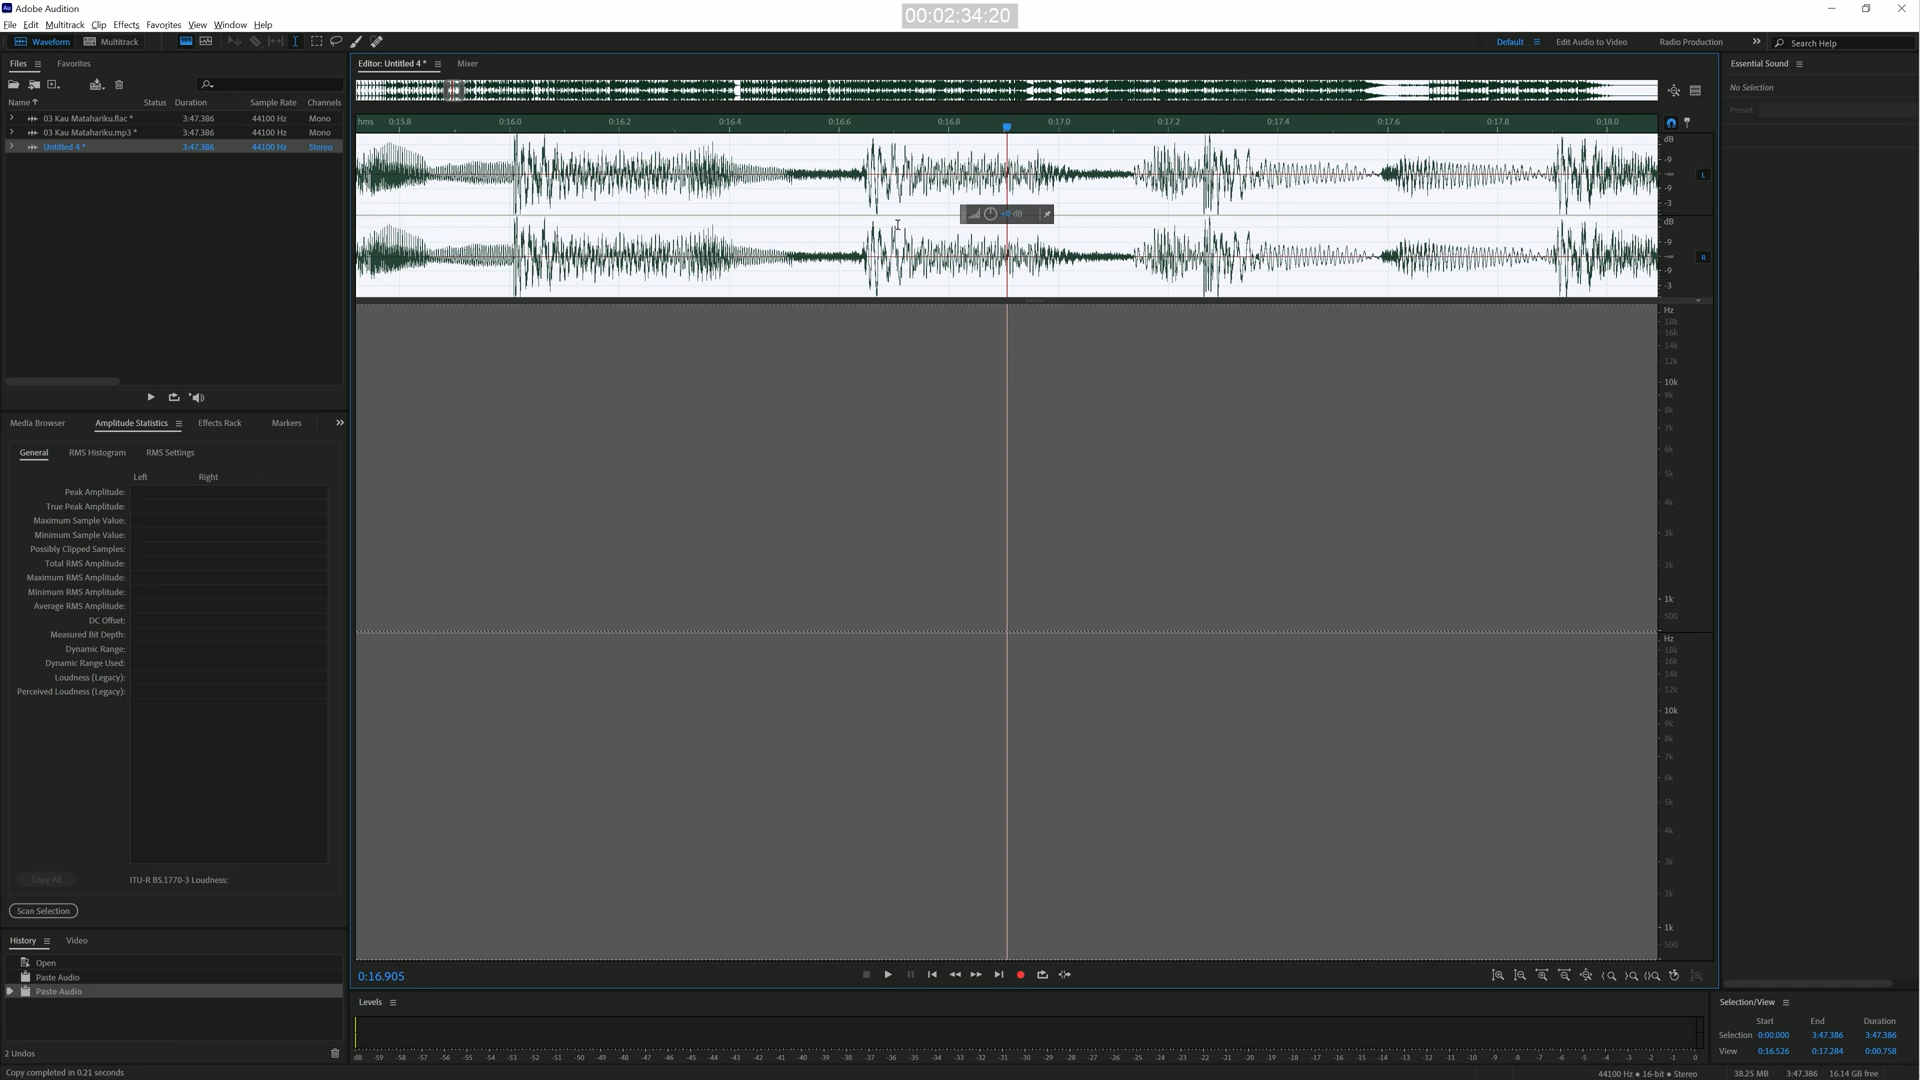 Adobe Audition
00:02:34:20
File Edit Multitrack Clip Effects Favorites View Window Help
Waveform Multitrack
Default Edit Audio to Video Radio Production Search Help
Files Favorites
Name Status Duration Sample Rate Channels
03 Kau Matahariku.flac * 3:47.386 44100 Hz Mono
03 Kau Matahariku.mp3 * 3:47.386 44100 Hz Mono
Untitled 4 * 3:47.386 44100 Hz Stereo
Media Browser Amplitude Statistics Effects Rack Markers
General RMS Histogram RMS Settings
Left Right
Peak Amplitude:
True Peak Amplitude:
Maximum Sample Value:
Minimum Sample Value:
Possibly Clipped Samples:
Total RMS Amplitude:
Maximum RMS Amplitude:
Minimum RMS Amplitude:
Average RMS Amplitude:
DC Offset:
Measured Bit Depth:
Dynamic Range:
Dynamic Range Used:
Loudness (Legacy):
Perceived Loudness (Legacy):
Copy All ITU-R BS.1770-3 Loudness:
Scan Selection
History Video
Open
Paste Audio
Paste Audio
2 Undos
Copy completed in 0.21 seconds
Editor: Untitled 4 * Mixer
hms 0:15.8 0:16.0 0:16.2 0:16.4 0:16.6 0:16.8 0:17.0 0:17.2 0:17.4 0:17.6 0:17.8 0:18.0
dB
-9
-∞
-9
-3
L
+0 dB
dB
-9
-∞
-9
-3
R
Hz
18k
16k
14k
12k
10k
9k
8k
7k
6k
5k
4k
3k
2k
1k
500
Hz
18k
16k
14k
12k
10k
9k
8k
7k
6k
5k
4k
3k
2k
1k
500
0:16.905
Levels
dB -59 -58 -57 -56 -55 -54 -53 -52 -51 -50 -49 -48 -47 -46 -45 -44 -43 -42 -41 -40 -39 -38 -37 -36 -35 -34 -33 -32 -31 -30 -29 -28 -27 -26 -25 -24 -23 -22 -21 -20 -19 -18 -17 -16 -15 -14 -13 -12 -11 -10 -9 -8 -7 -6 -5 -4 -3 -2 -1 0
Essential Sound
No Selection
Preset:
Selection/View
Start End Duration
Selection 0:00.000 3:47.386 3:47.386
View 0:16.526 0:17.284 0:00.758
44100 Hz ● 16-bit ● Stereo 38.25 MB 3:47.386 16.14 GB free